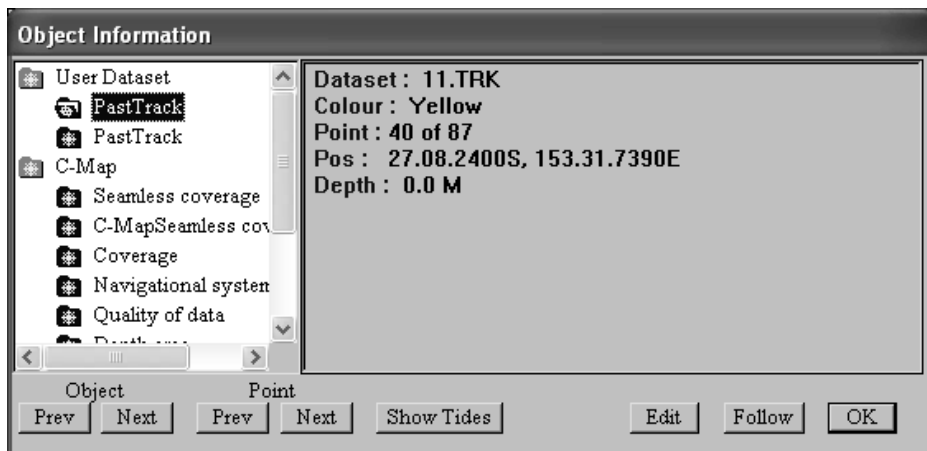 Object Information
User Dataset
PastTrack
PastTrack
C-Map
Seamless coverage
C-MapSeamless cov
Coverage
Navigational system
Quality of data
Dataset : 11.TRK
Colour : Yellow
Point : 40 of 87
Pos : 27.08.2400S, 153.31.7390E
Depth : 0.0 M
Object Point
Prev Next Prev Next Show Tides Edit Follow OK